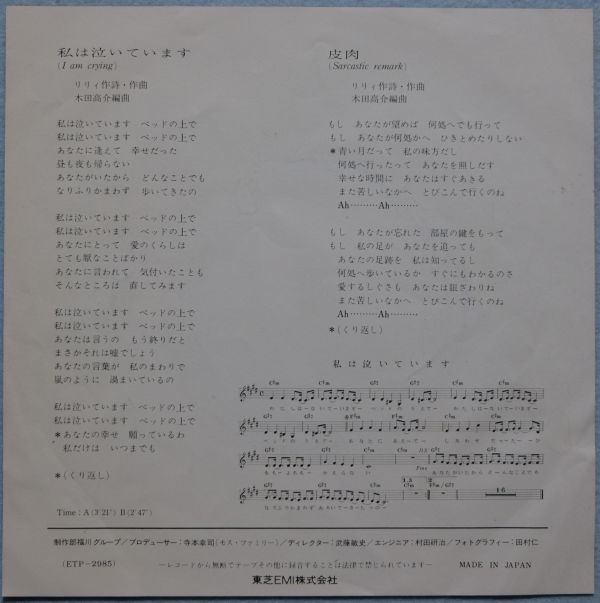 私は泣いています
(I am crying)
リリィ作詩・作曲
木田高介編曲
私は泣いています ベッドの上で
私は泣いています ベッドの上で
あなたに逢えて 幸せだった
昼も夜も帰らない
あなたがいたから どんなことでも
なりふりかまわず 歩いてきたの
私は泣いています ベッドの上で
私は泣いています ベッドの上で
あなたにとって 愛のくらしは
とても厭なことばかり
あなたに言われて 気付いたことも
そんなところは 直してみます
私は泣いています ベッドの上で
私は泣いています ベッドの上で
あなたは言うの もう終りだと
まさかそれは嘘でしょう
あなたの言葉が 私のまわりで
嵐のように 渦まいているの
私は泣いています ベッドの上で
私は泣いています ベッドの上で
*あなたの幸せ 願っているわ
私だけは いつまでも
*(くり返し)
Time : A (3'21") B (2'47")
皮肉
(Sarcastic remark)
リリィ作詩・作曲
木田高介編曲
もし あなたが望めば 何処へでも行って
もし あなたが何処かへ ひきとめたりしない
*青い月だって 私の味方だし
何処へ行ったって あなたを照しだす
幸せな時間に あなたはすぐあきる
また苦しいなかへ とびこんで行くのね
Ah………Ah………
もし あなたが忘れた 部屋の鍵をもって
もし 私の足が あなたを追っても
あなたの足跡を 私は知ってるし
何処へ歩いているか すぐにもわかるのさ
愛するしぐさも あなたは眼ざわりね
また苦しいなかへ とびこんで行くのね
Ah………Ah………
*(くり返し)
私は泣いています
Fine
16
制作部福川グループ/プロデューサー:寺本幸司(モス・ファミリー)/ディレクター:武藤敏史/エンジニア:村田研治/フォトグラフィー:田村仁
(ETP-2985) —レコードから無断でテープその他に録音することは法律で禁じられています— MADE IN JAPAN
東芝EMI株式会社